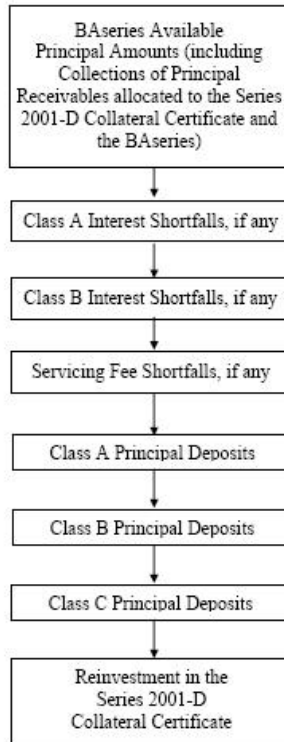 BAseries Available
Principal Amounts (including
Collections of Principal
Receivables allocated to the Series
2001-D Collateral Certificate and
the BAseries)
Class A Interest Shortfalls, if any
Class B Interest Shortfalls, if any
Servicing Fee Shortfalls, if any
Class A Principal Deposits
Class B Principal Deposits
Class C Principal Deposits
Reinvestment in the
Series 2001-D
Collateral Certificate